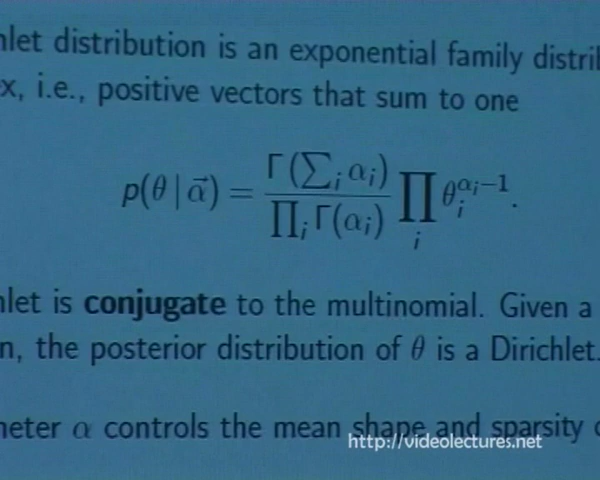 hlet distribution is an exponential family distrib
x, i.e., positive vectors that sum to one
p(θ | α⃗) = Γ(∑ᵢ αᵢ) / ∏ᵢ Γ(αᵢ) ∏ᵢ θᵢ^(αᵢ−1).
hlet is conjugate to the multinomial. Given a
n, the posterior distribution of θ is a Dirichlet.
neter α controls the mean shape and sparsity o
http://videolectures.net